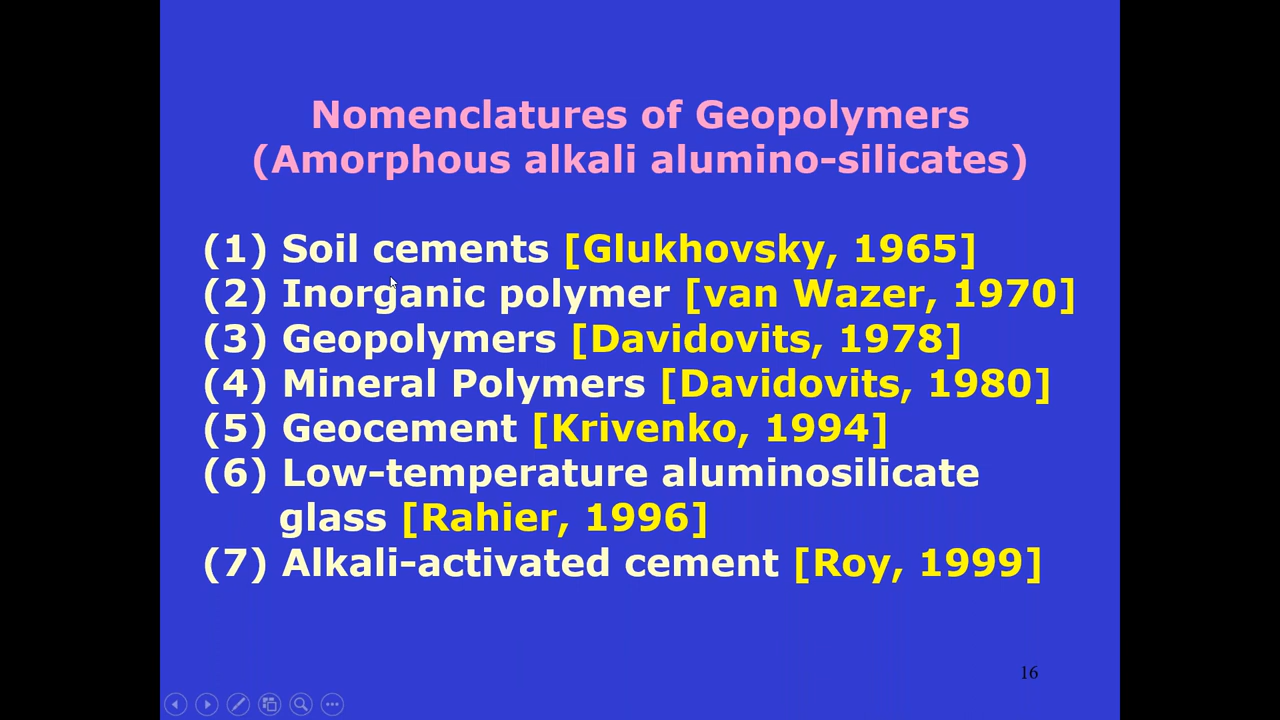 Nomenclatures of Geopolymers
(Amorphous alkali alumino-silicates)
(1) Soil cements [Glukhovsky, 1965]
(2) Inorganic polymer [van Wazer, 1970]
(3) Geopolymers [Davidovits, 1978]
(4) Mineral Polymers [Davidovits, 1980]
(5) Geocement [Krivenko, 1994]
(6) Low-temperature aluminosilicate
glass [Rahier, 1996]
(7) Alkali-activated cement [Roy, 1999]
16